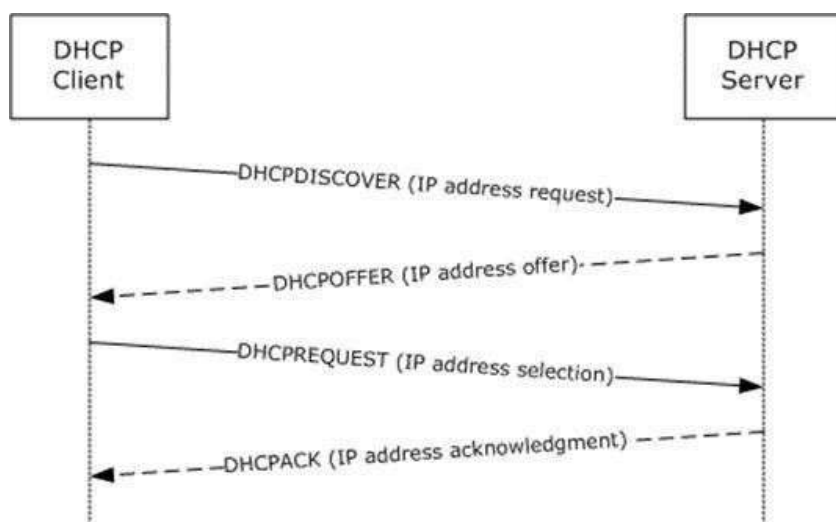 DHCP
Client
DHCP
Server
DHCPDISCOVER (IP address request)
DHCPOFFER (IP address offer)
DHCPREQUEST (IP address selection)
DHCPACK (IP address acknowledgment)